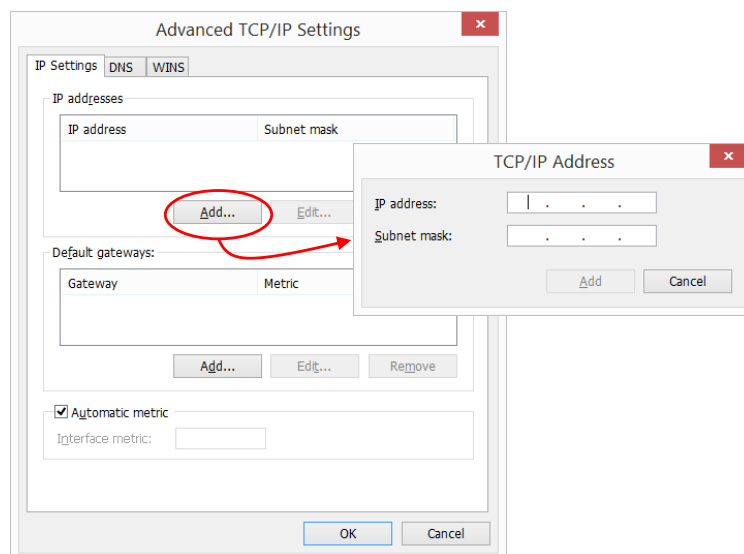 Advanced TCP/IP Settings
IP Settings DNS WINS
IP addresses
IP address Subnet mask
Add... Edit...
TCP/IP Address
IP address: . . .
Subnet mask: . . .
Add Cancel
Default gateways:
Gateway Metric
Add... Edit... Remove
Automatic metric
Interface metric:
OK Cancel